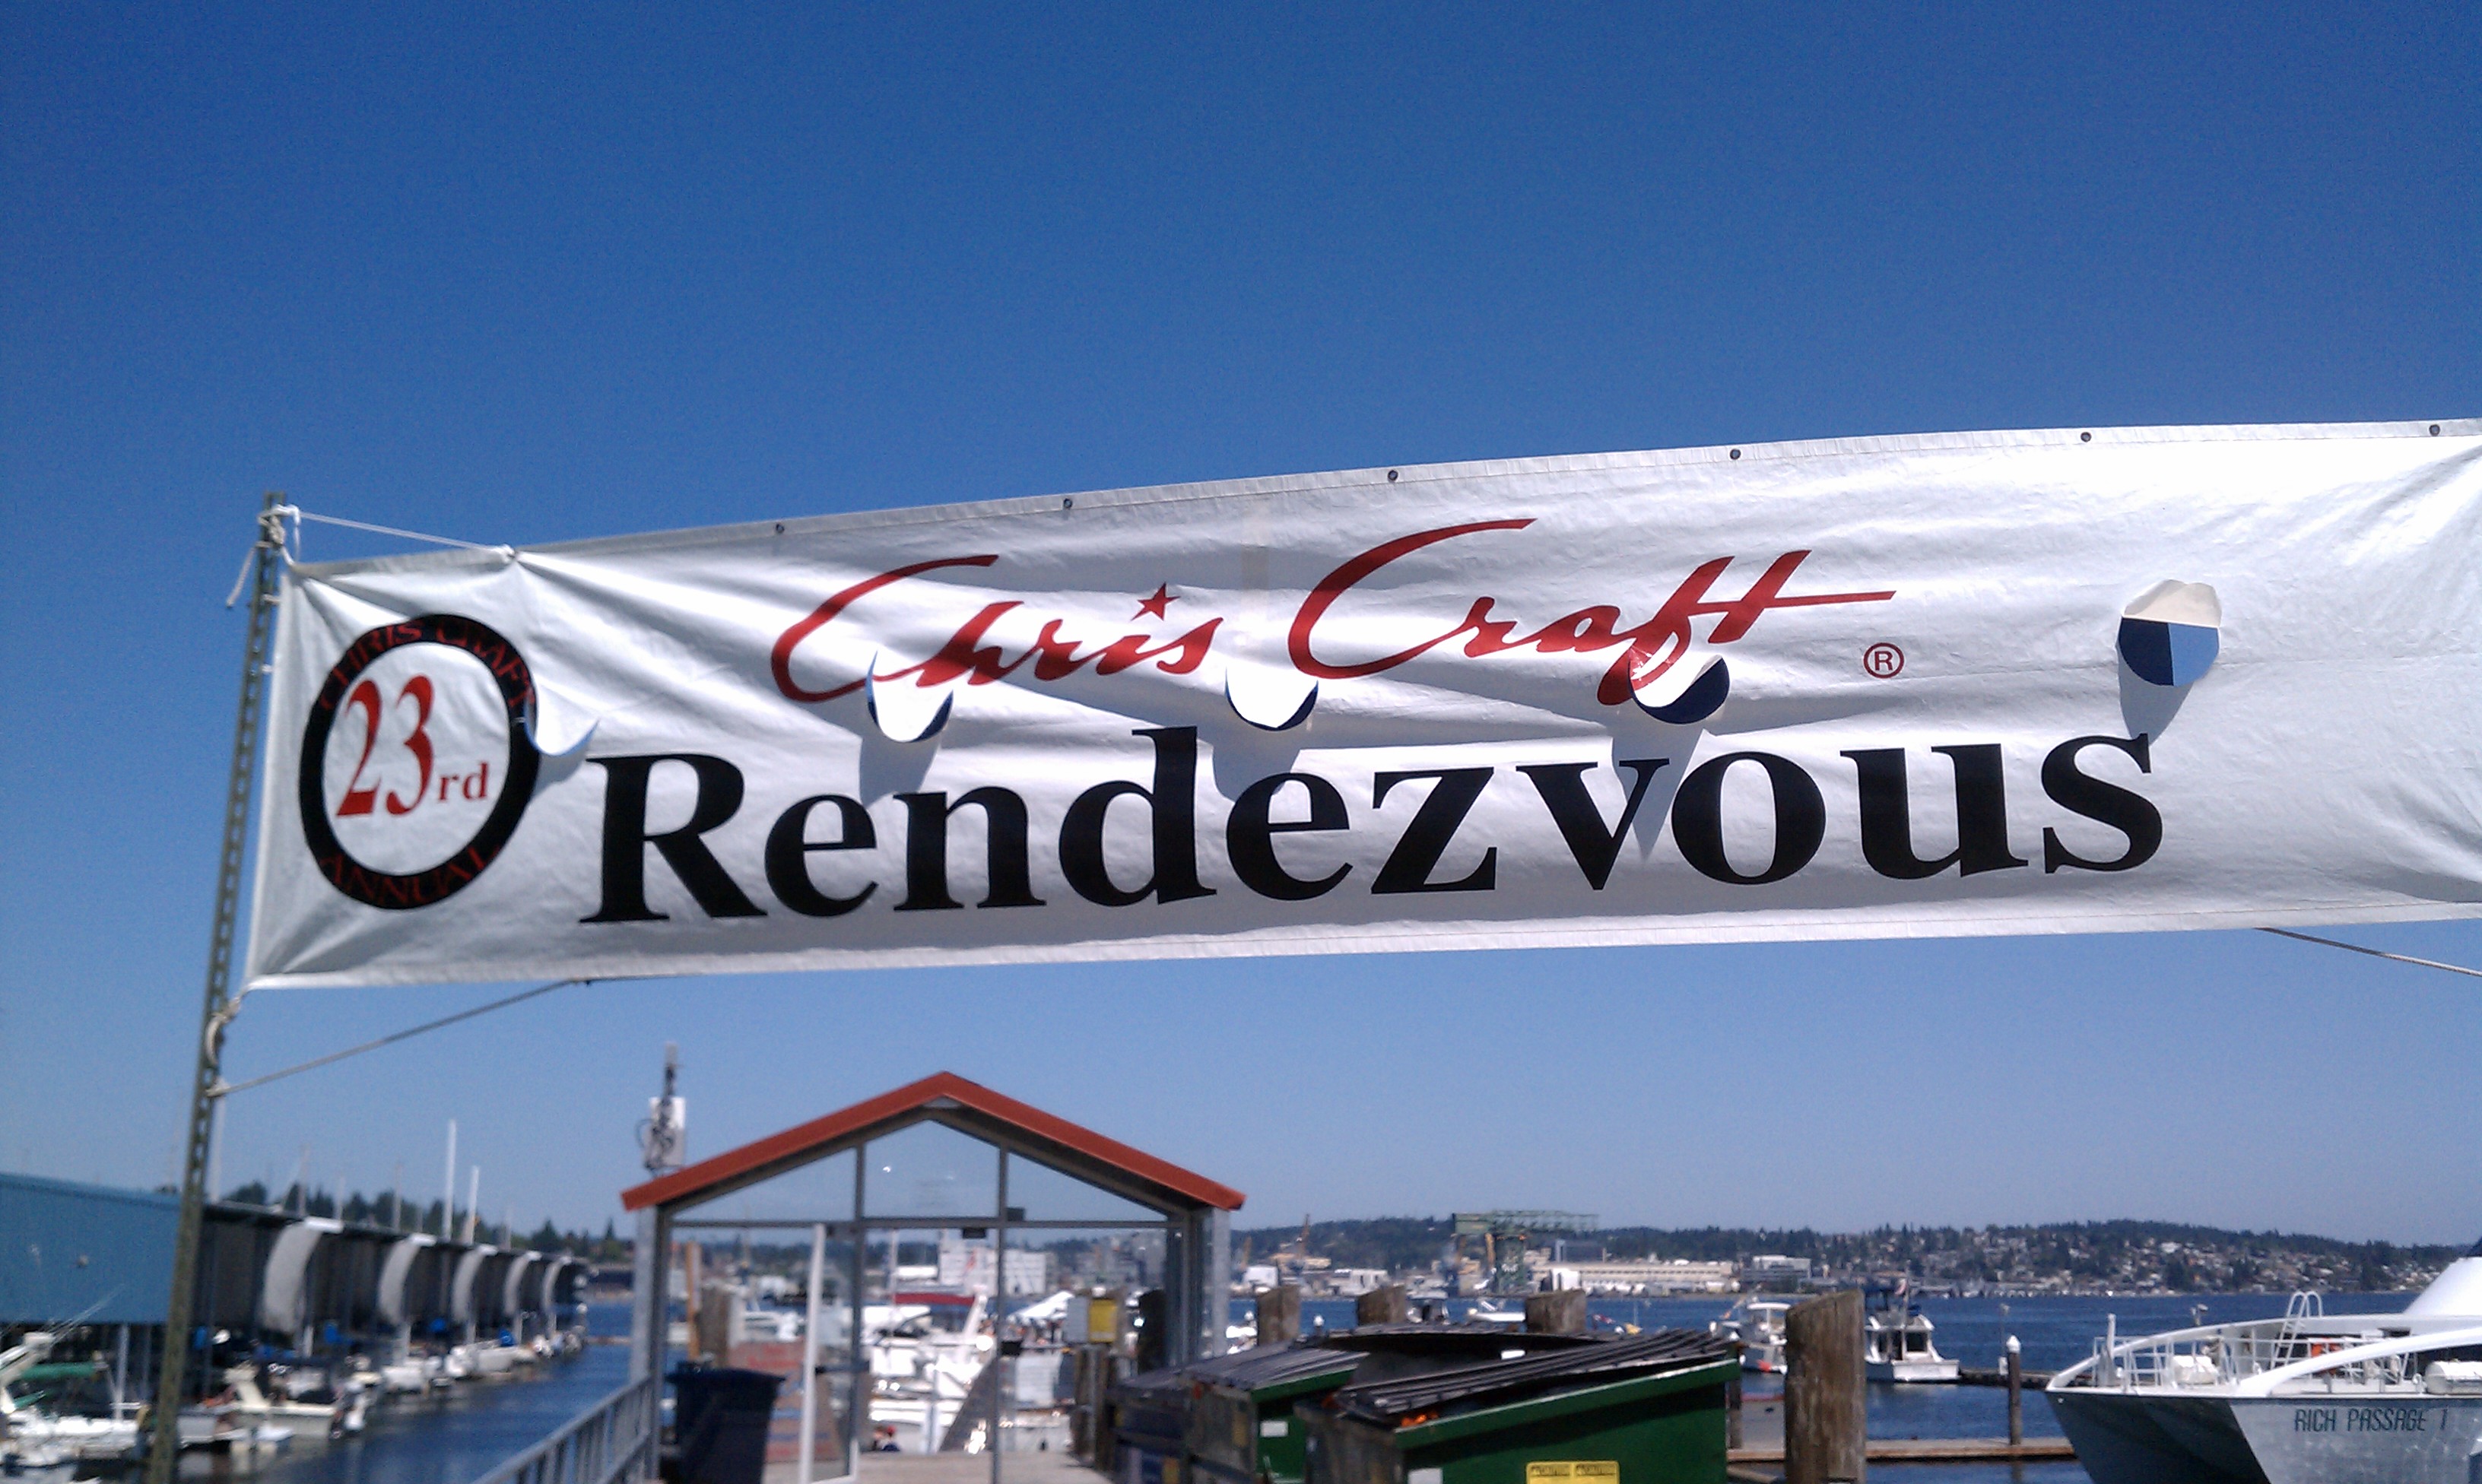 CHRIS CRAFT
23rd
ANNUAL
Chris Craft ®
Rendezvous
RICH PASSAGE 1